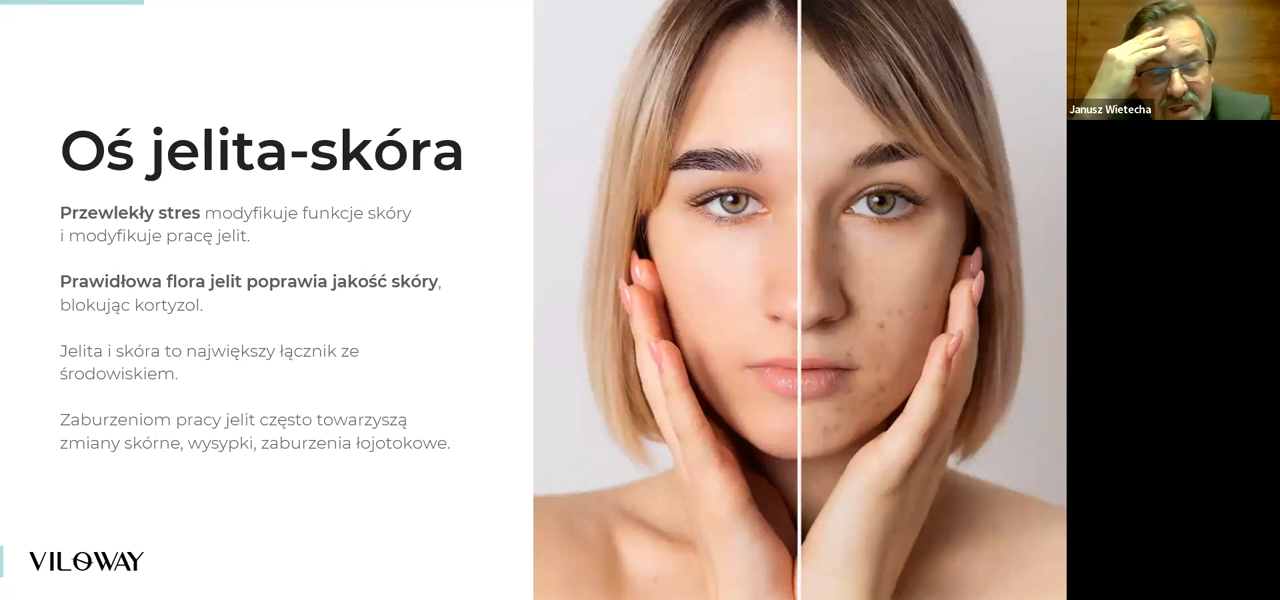 Oś jelita-skóra
Przewlekły stres modyfikuje funkcje skóry
i modyfikuje pracę jelit.
Prawidłowa flora jelit poprawia jakość skóry,
blokując kortyzol.
Jelita i skóra to największy łącznik ze
środowiskiem.
Zaburzeniom pracy jelit często towarzyszą
zmiany skórne, wysypki, zaburzenia łojotokowe.
VILOWAY
Janusz Wietecha